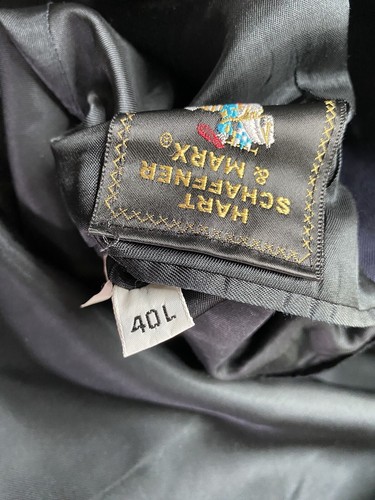 HART
SCHAFFNER
& MARX®
40L